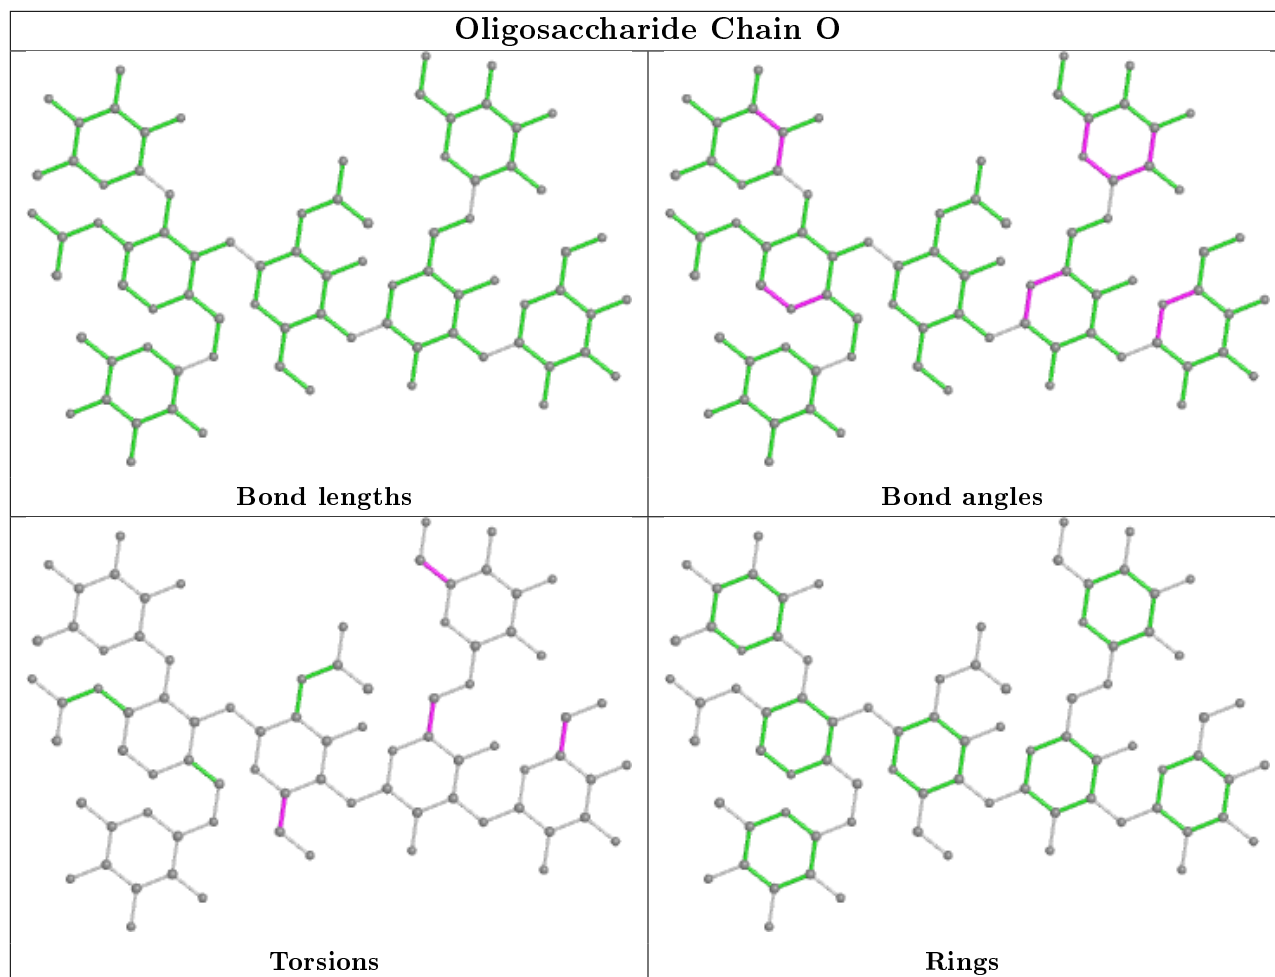 Oligosaccharide Chain O
Bond lengths
Bond angles
Torsions
Rings